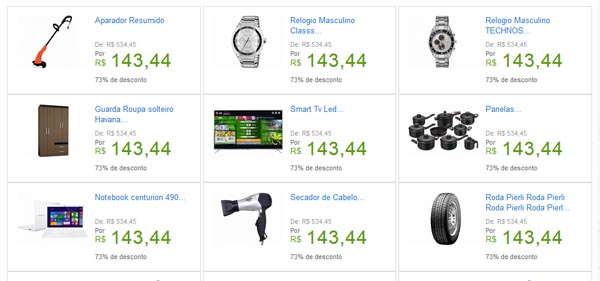 Aparador Resumido
De: R$ 534,45
Por
R$ 143,44
73% de desconto
Relogio Masculino
Classs...
De: R$ 534,45
Por
R$ 143,44
73% de desconto
Relogio Masculino
TECHNOS...
De: R$ 534,45
Por
R$ 143,44
73% de desconto
Guarda Roupa solteiro
Havana...
De: R$ 534,45
Por
R$ 143,44
73% de desconto
Smart Tv Led...
De: R$ 534,45
Por
R$ 143,44
73% de desconto
Panelas...
De: R$ 534,45
Por
R$ 143,44
73% de desconto
Notebook centurion 490...
De: R$ 534,45
Por
R$ 143,44
73% de desconto
Secador de Cabelo...
De: R$ 534,45
Por
R$ 143,44
73% de desconto
Roda Pierli Roda Pierli
Roda Pierli Roda Pierl...
De: R$ 534,45
Por
R$ 143,44
73% de desconto